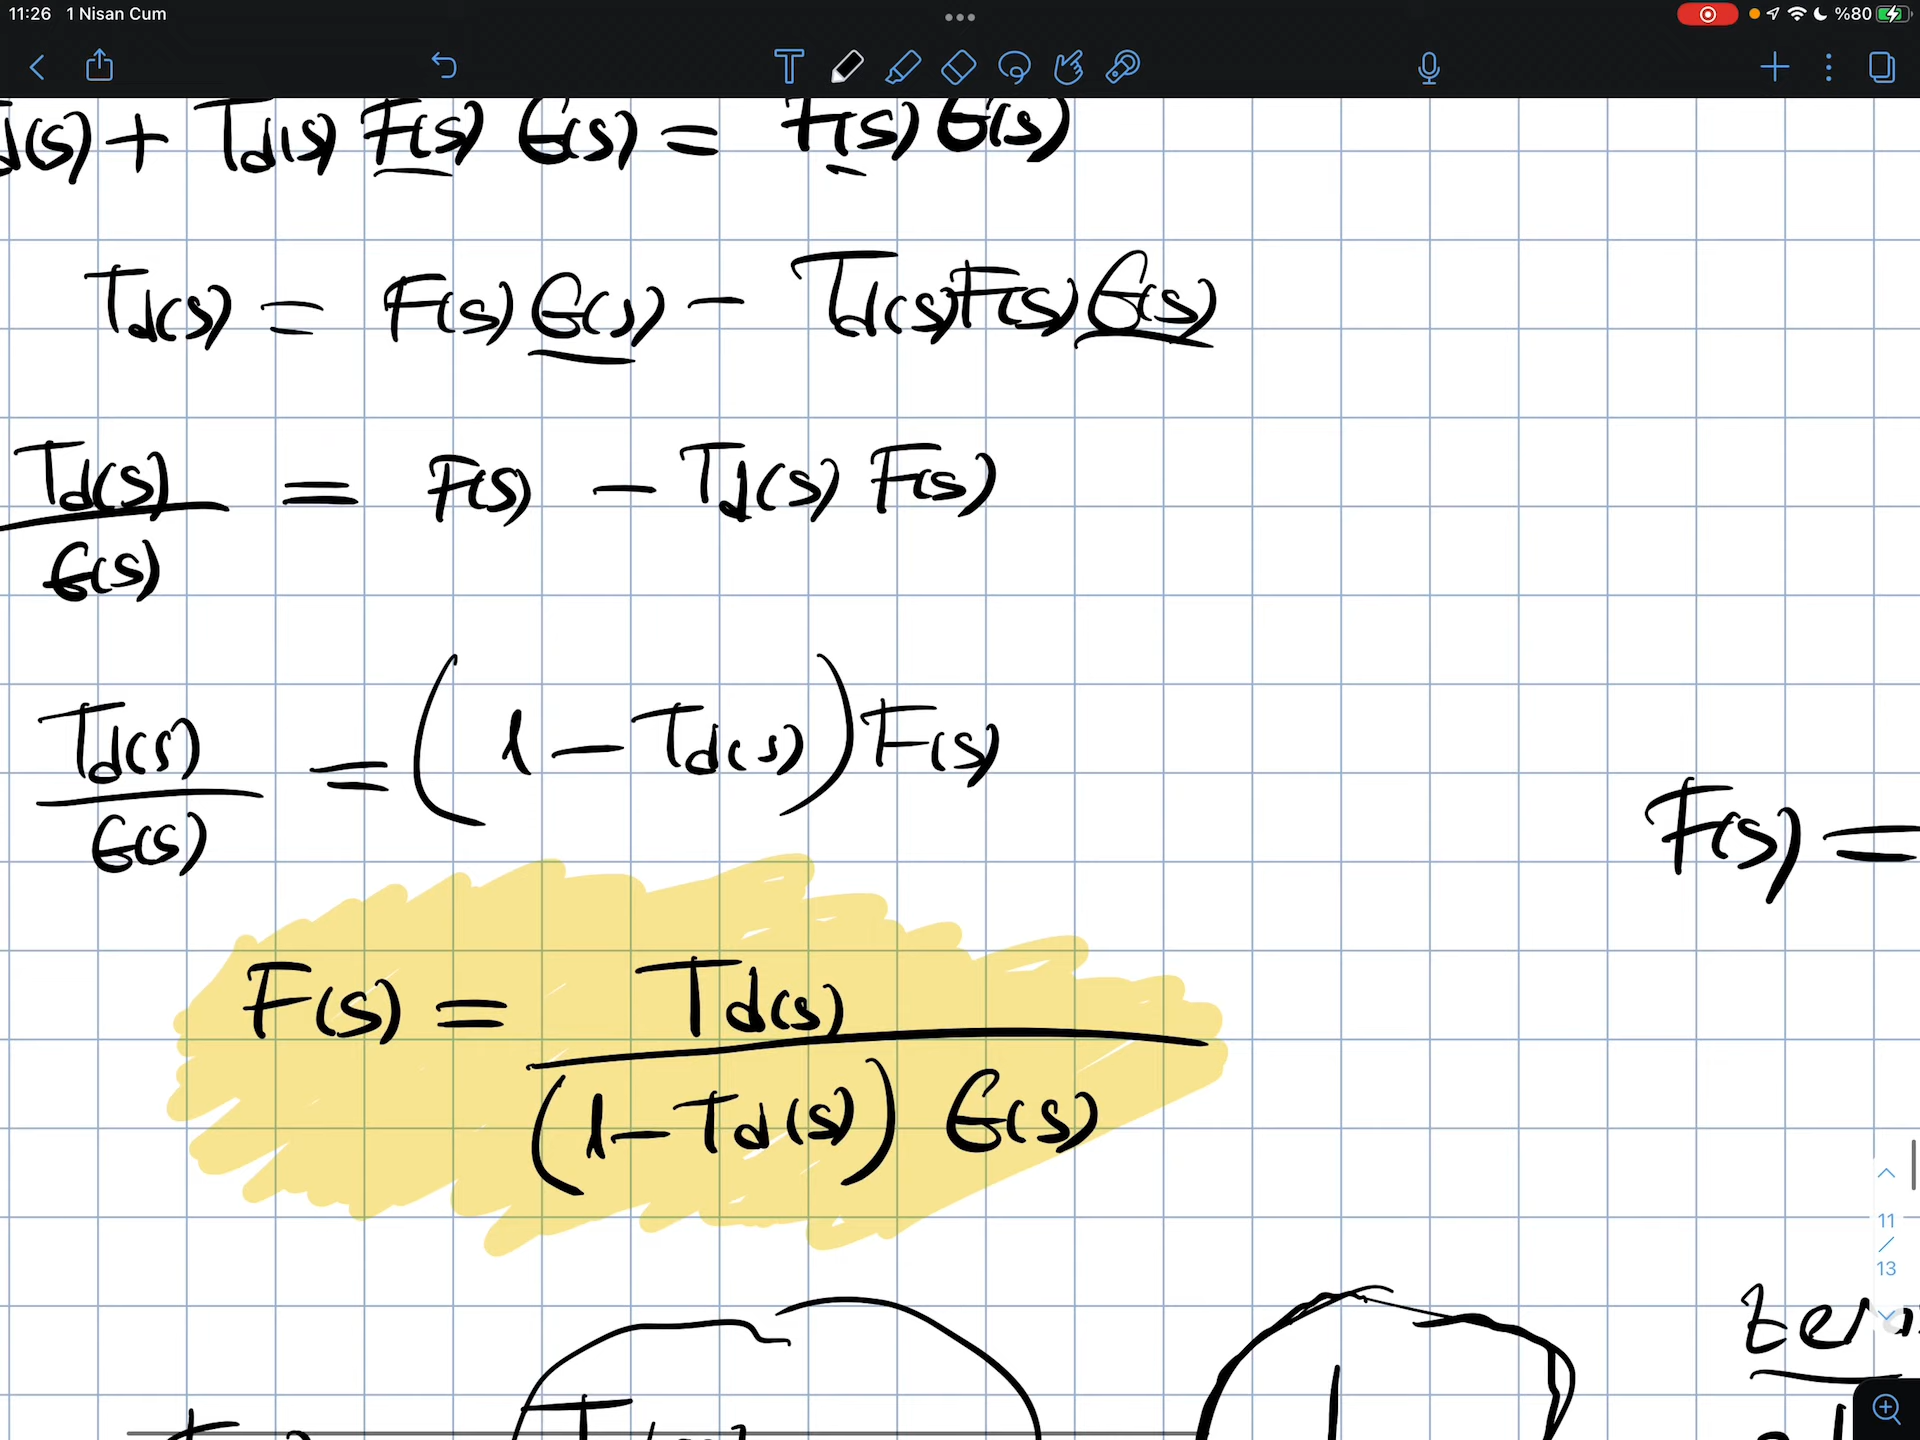 11:26 1 Nisan Cum %80
d(s) + Td(s) F(s) G(s) = F(s) G(s)
Td(s) = F(s) G(s) − Td(s) F(s) G(s)
Td(s)
= F(s) − Td(s) F(s)
G(s)
Td(s)
= (1 − Td(s)) F(s)
G(s)
F(s) =
F(s) = Td(s)
(1 − Td(s)) G(s)
11
/
13